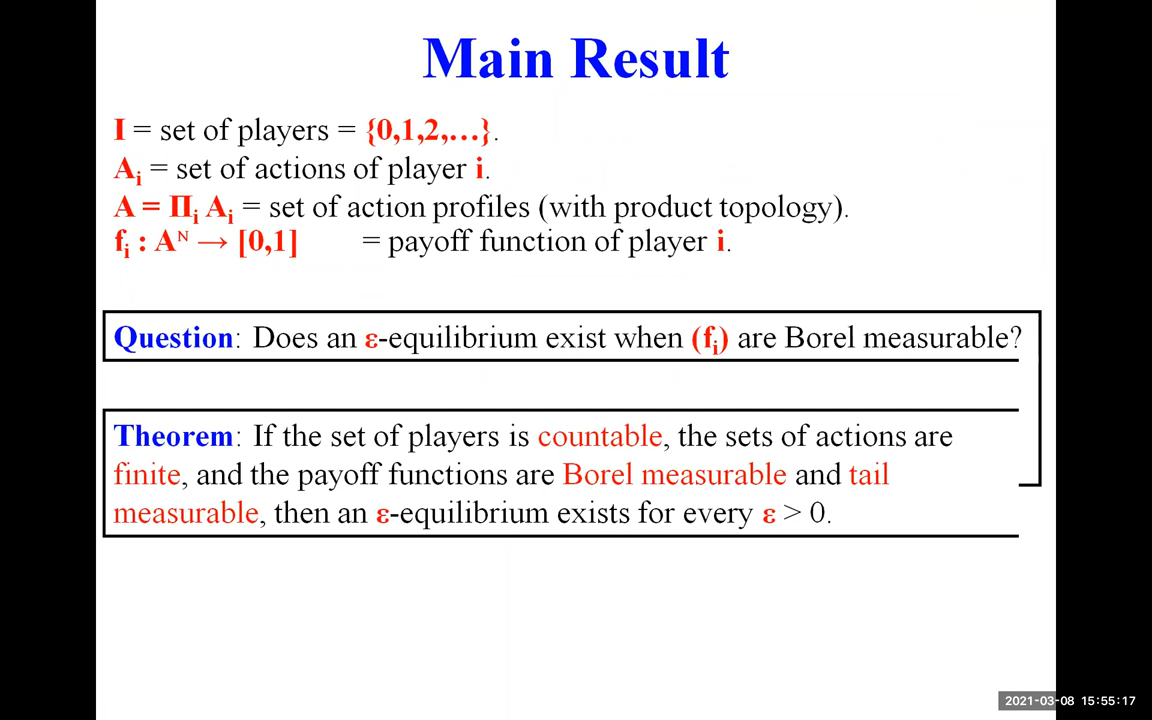 Main Result
I = set of players = {0,1,2,…}.
Aᵢ = set of actions of player i.
A = Πᵢ Aᵢ = set of action profiles (with product topology).
fᵢ : Aᴺ → [0,1] = payoff function of player i.
Question: Does an ε-equilibrium exist when (fᵢ) are Borel measurable?
Theorem: If the set of players is countable, the sets of actions are
finite, and the payoff functions are Borel measurable and tail
measurable, then an ε-equilibrium exists for every ε > 0.
2021-03-08 15:55:17